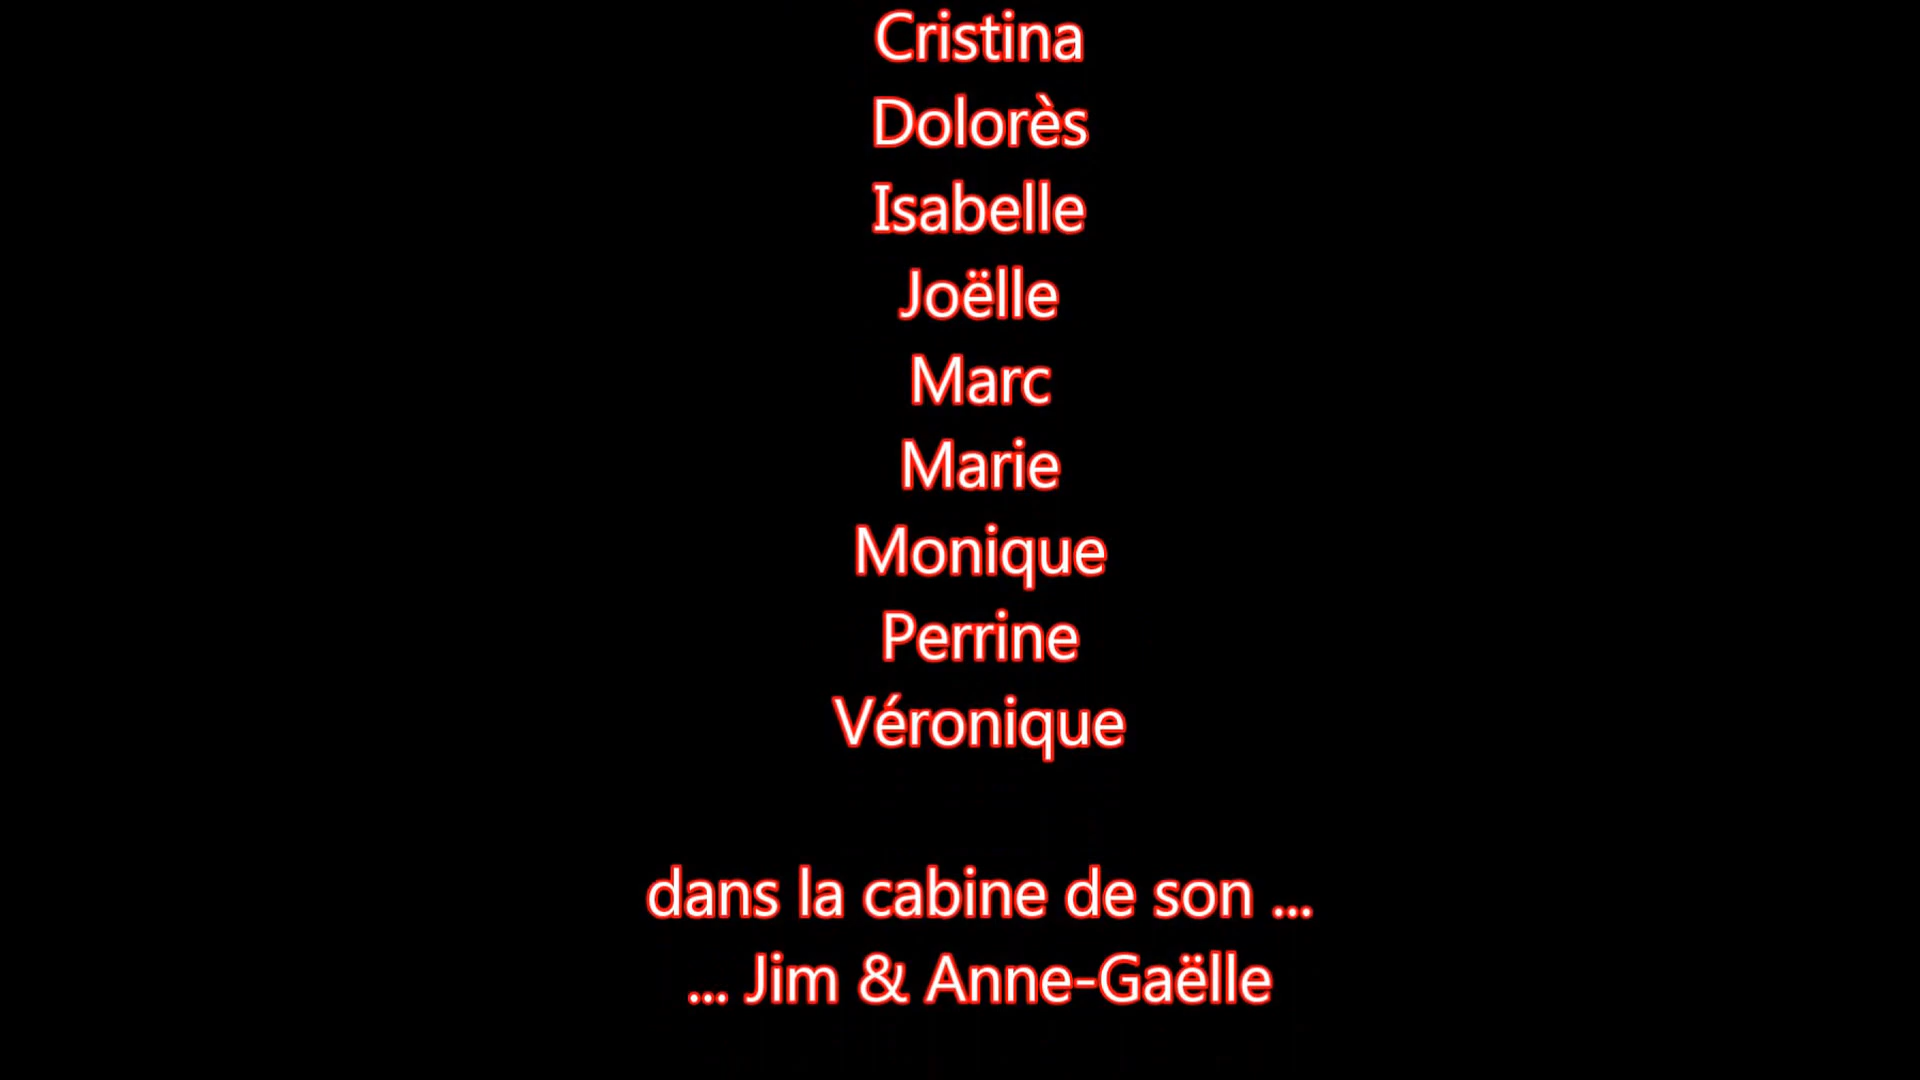 Cristina
Dolorès
Isabelle
Joëlle
Marc
Marie
Monique
Perrine
Véronique
dans la cabine de son ...
... Jim & Anne-Gaëlle